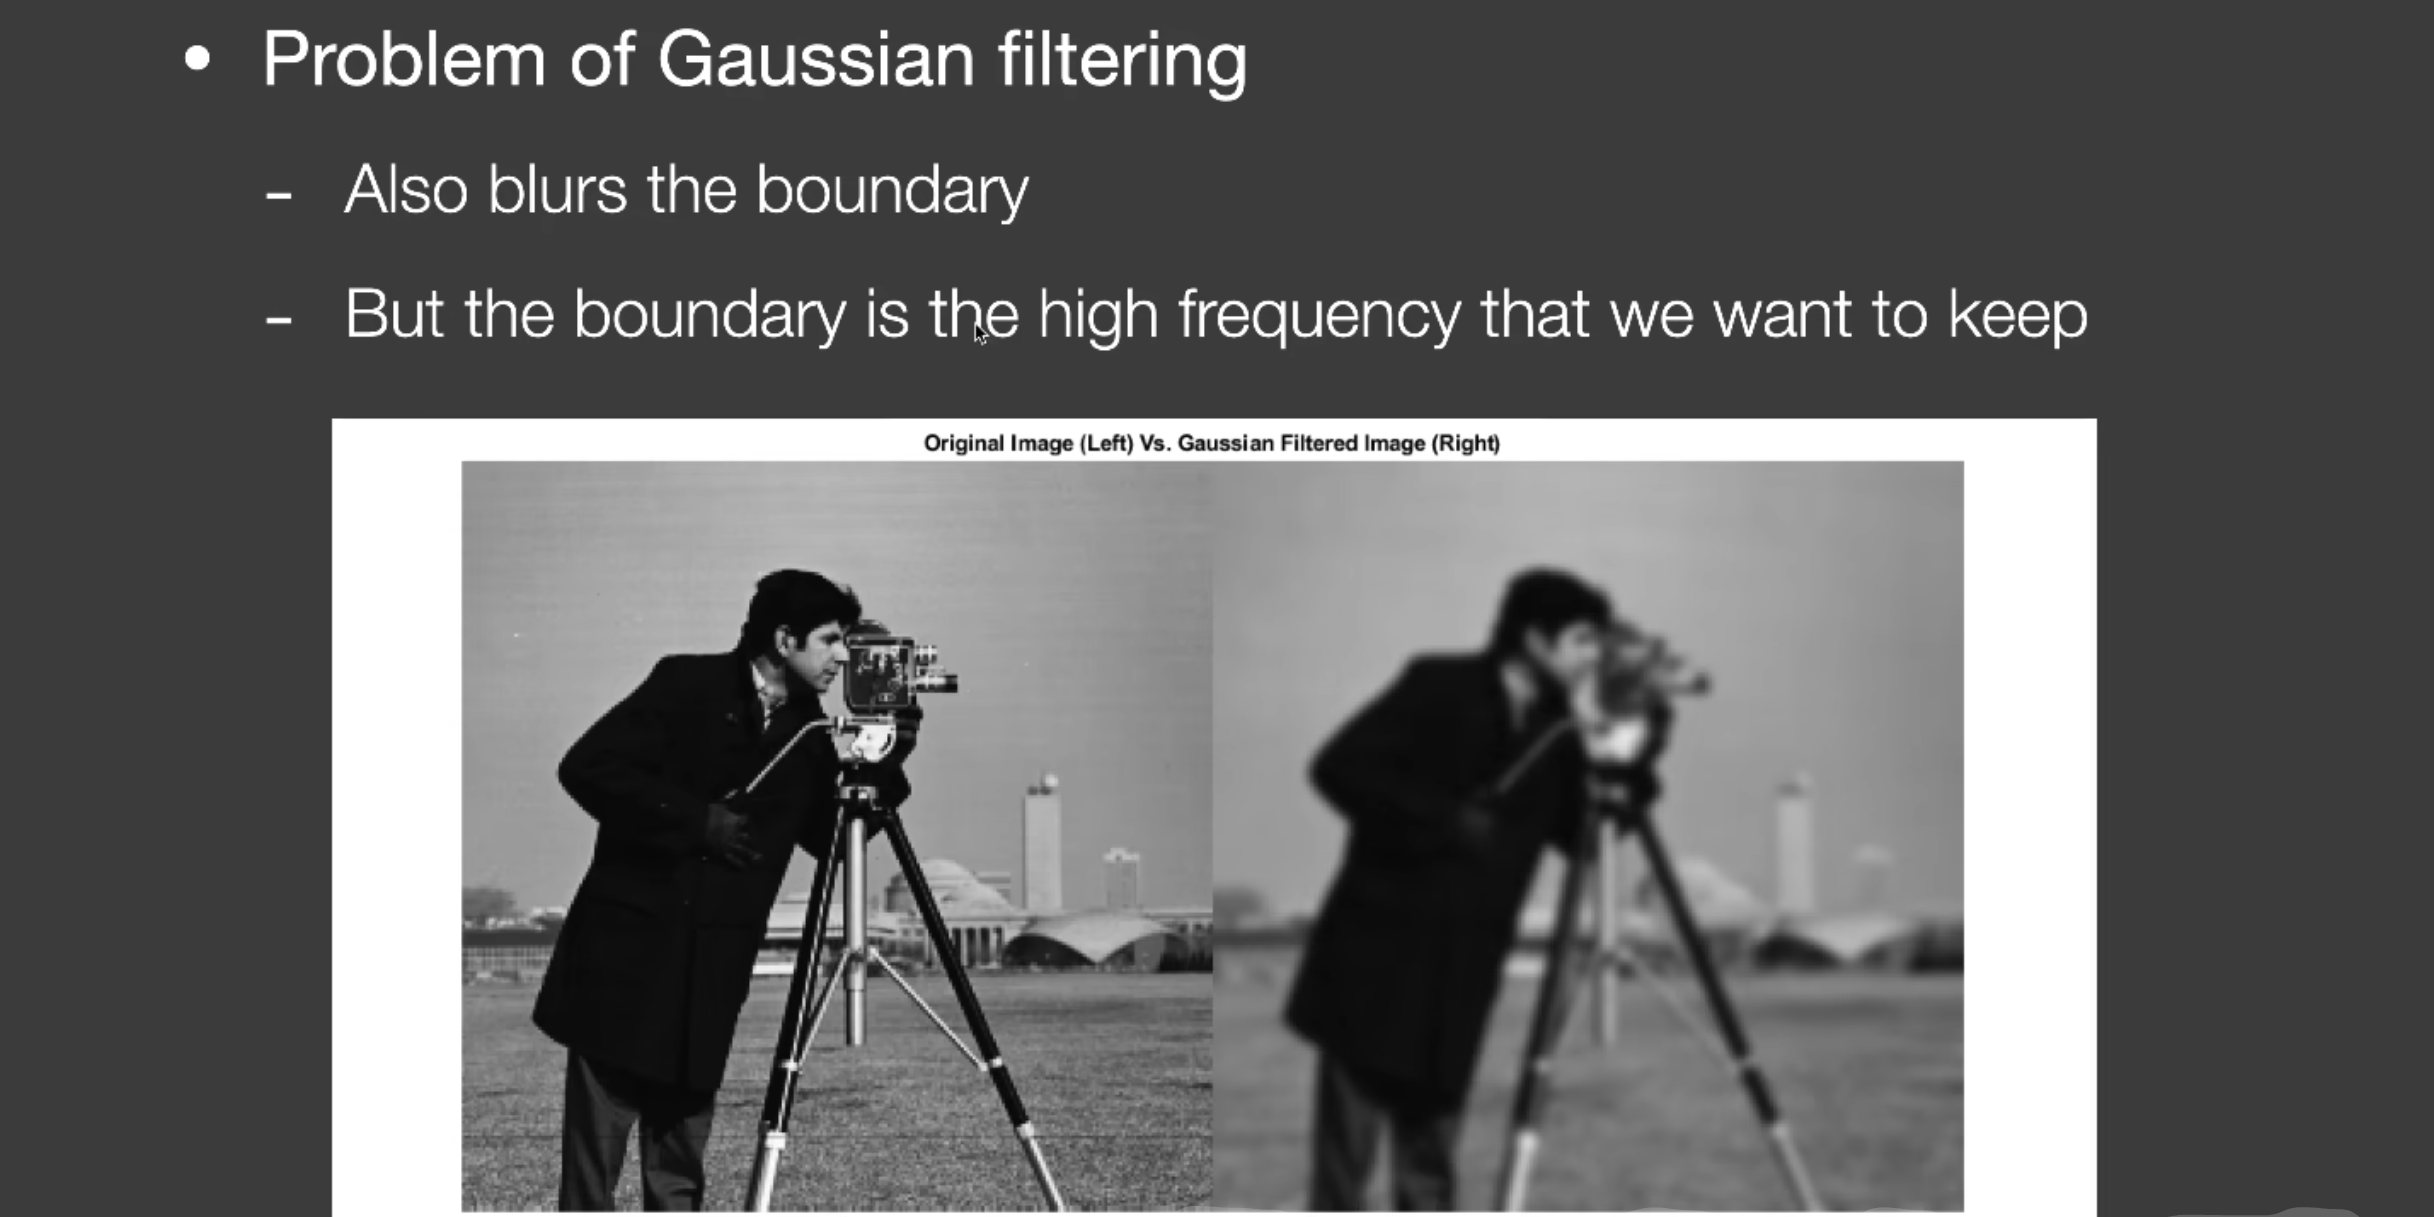 • Problem of Gaussian filtering
- Also blurs the boundary
- But the boundary is the high frequency that we want to keep
Original Image (Left) Vs. Gaussian Filtered Image (Right)